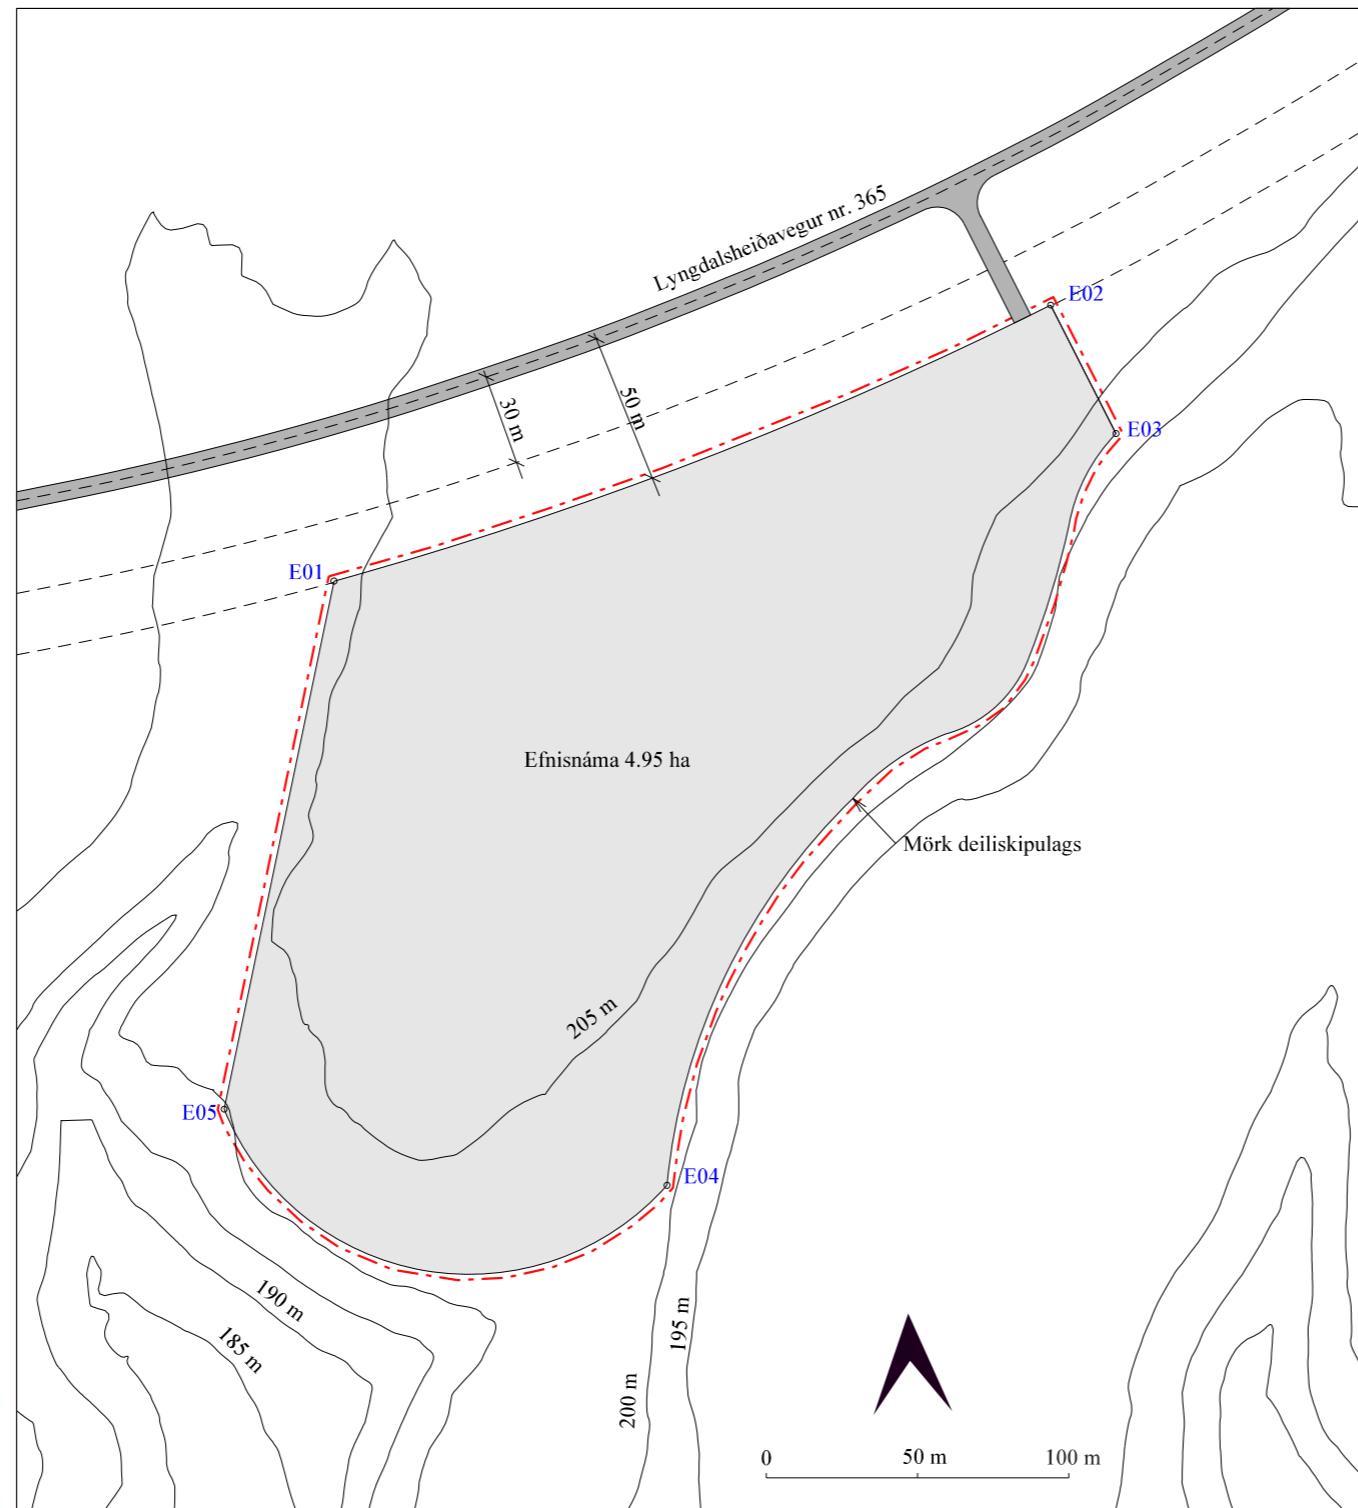 Lyngdalsheiðavegur nr. 365
E02
30 m
50 m
E03
E01
Efnisnáma 4.95 ha
Mörk deiliskipulags
205 m
E05
E04
190 m
185 m
195 m
200 m
0 50 m 100 m